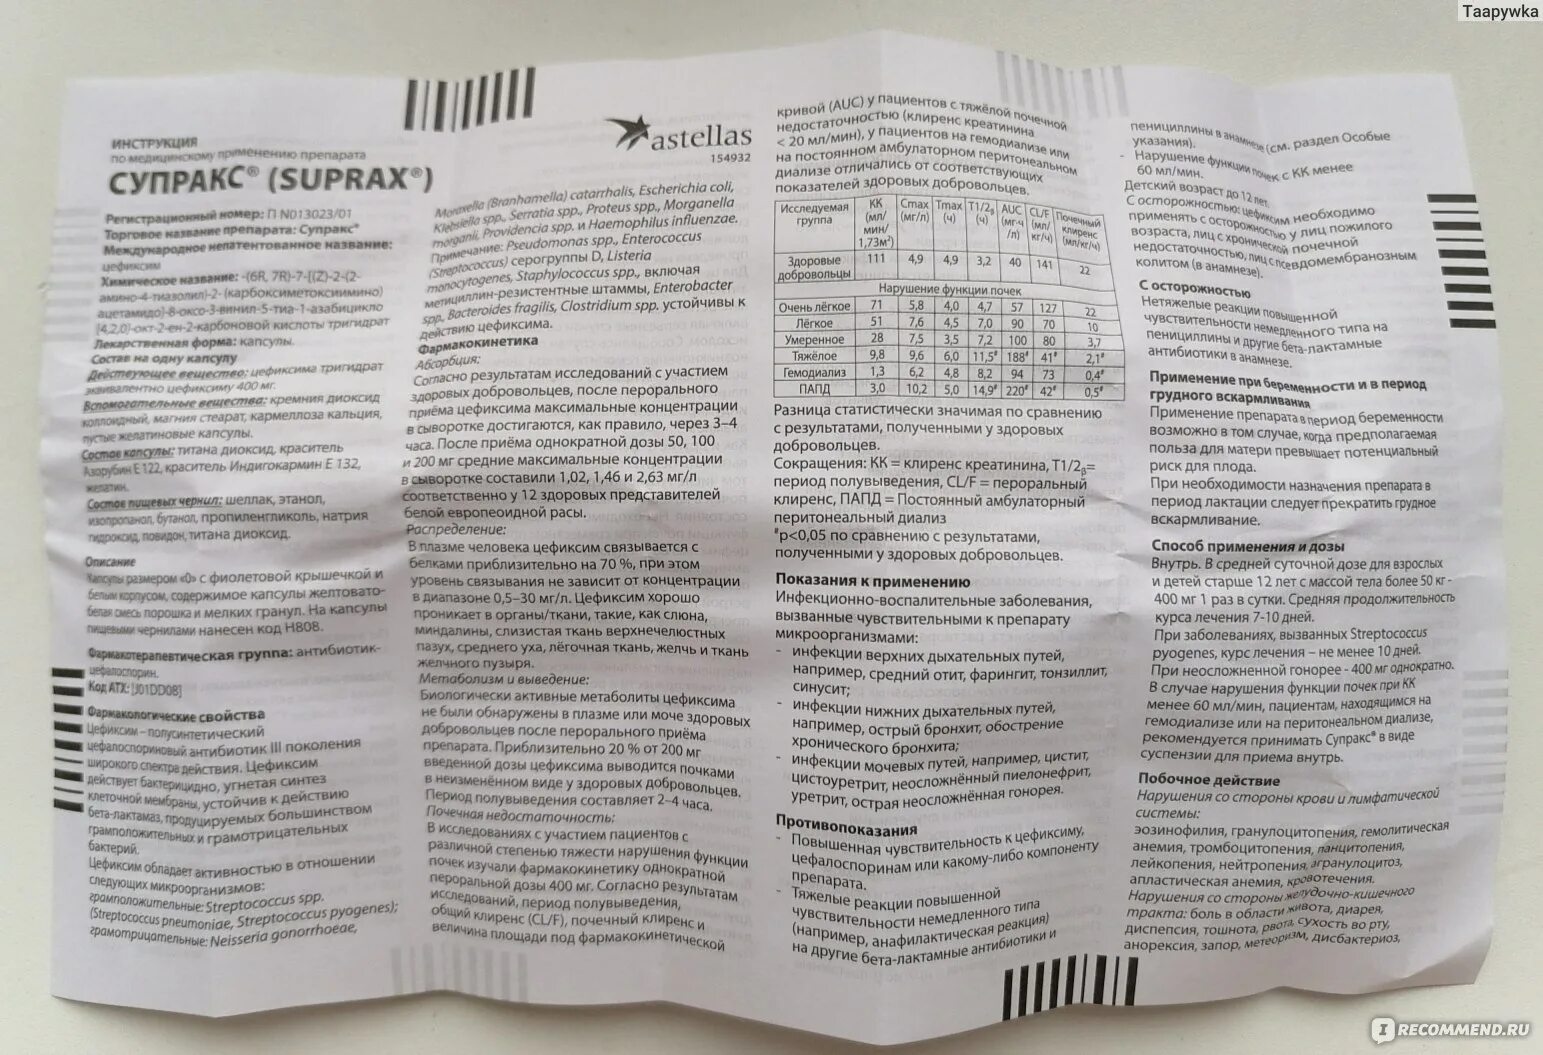 Taapywka
ИНСТРУКЦИЯ
по медицинскому применению препарата
СУПРАКС® (SUPRAX®)
astellas
154932
Регистрационный номер: П N013023/01
Торговое название препарата: Супракс®
Международное непатентованное название:
цефиксим
Химическое название: -(6R, 7R)-7-[(Z)-2-(2-
амино-4-тиазолил)-2- (карбоксиметоксиимино)
ацетамидо]-8-оксо-3-винил-5-тиа-1-азабицикло
[4,2,0]-окт-2-ен-2-карбоновой кислоты тригидрат
Лекарственная форма: капсулы.
Состав на одну капсулу
Действующее вещество: цефиксима тригидрат
эквивалентно цефиксиму 400 мг.
Вспомогательные вещества: кремния диоксид
коллоидный, магния стеарат, кармеллоза кальция,
пустые желатиновые капсулы.
Состав капсулы: титана диоксид, краситель
Азорубин Е 122, краситель Индигокармин Е 132,
желатин.
Состав пищевых чернил: шеллак, этанол,
изопропанол, бутанол, пропиленгликоль, натрия
гидроксид, повидон, титана диоксид.
Описание
Капсулы размером «0» с фиолетовой крышечкой и
белым корпусом, содержимое капсулы желтовато-
белая смесь порошка и мелких гранул. На капсулы
пищевыми чернилами нанесен код H808.
Фармакотерапевтическая группа: антибиотик-
цефалоспорин.
Код АТХ: [J01DD08]
Фармакологические свойства
Цефиксим – полусинтетический
цефалоспориновый антибиотик III поколения
широкого спектра действия. Цефиксим
действует бактерицидно, угнетая синтез
клеточной мембраны, устойчив к действию
бета-лактамаз, продуцируемых большинством
грамположительных и грамотрицательных
бактерий.
Цефиксим обладает активностью в отношении
следующих микроорганизмов:
грамположительные: Streptococcus spp.
(Streptococcus pneumoniae, Streptococcus pyogenes);
грамотрицательные: Neisseria gonorrhoeae,
Moraxella (Branhamella) catarrhalis, Escherichia coli,
Klebsiella spp., Serratia spp., Proteus spp., Morganella
morganii, Providencia spp. и Haemophilus influenzae.
Примечание: Pseudomonas spp., Enterococcus
(Streptococcus) серогруппы D, Listeria
monocytogenes, Staphylococcus spp., включая
метициллин-резистентные штаммы, Enterobacter
spp., Bacteroides fragilis, Clostridium spp. устойчивы к
действию цефиксима.
Фармакокинетика
Абсорбция:
Согласно результатам исследований с участием
здоровых добровольцев, после перорального
приёма цефиксима максимальные концентрации
в сыворотке достигаются, как правило, через 3–4
часа. После приёма однократной дозы 50, 100
и 200 мг средние максимальные концентрации
в сыворотке составили 1,02, 1,46 и 2,63 мг/л
соответственно у 12 здоровых представителей
белой европеоидной расы.
Распределение:
В плазме человека цефиксим связывается с
белками приблизительно на 70 %, при этом
уровень связывания не зависит от концентрации
в диапазоне 0,5–30 мг/л. Цефиксим хорошо
проникает в органы/ткани, такие, как слюна,
миндалины, слизистая ткань верхнечелюстных
пазух, среднего уха, лёгочная ткань, желчь и ткань
желчного пузыря.
Метаболизм и выведение:
Биологически активные метаболиты цефиксима
не были обнаружены в плазме или моче здоровых
добровольцев после перорального приёма
препарата. Приблизительно 20 % от 200 мг
введенной дозы цефиксима выводится почками
в неизменённом виде у здоровых добровольцев.
Период полувыведения составляет 2–4 часа.
Почечная недостаточность:
В исследованиях с участием пациентов с
различной степенью тяжести нарушения функции
почек изучали фармакокинетику однократной
пероральной дозы 400 мг. Согласно результатам
исследований, период полувыведения,
общий клиренс (CL/F), почечный клиренс и
величина площади под фармакокинетической
кривой (AUC) у пациентов с тяжёлой почечной
недостаточностью (клиренс креатинина
< 20 мл/мин), у пациентов на гемодиализе или
на постоянном амбулаторном перитонеальном
диализе отличались от соответствующих
показателей здоровых добровольцев.
Исследуемая группа КК (мл/мин/1,73м²) Cmax (мг/л) Tmax (ч) T1/2β (ч) AUC (мг·ч/л) CL/F (мл/кг/ч) Почечный клиренс (мл/кг/ч)
Здоровые добровольцы 111 4,9 4,9 3,2 40 141 22
Нарушение функции почек
Очень лёгкое 71 5,8 4,0 4,7 57 127 22
Лёгкое 51 7,6 4,5 7,0 90 70 10
Умеренное 28 7,5 3,5 7,2 100 80 3,7
Тяжёлое 9,8 9,6 6,0 11,5# 188# 41# 2,1#
Гемодиализ 1,3 6,2 4,8 8,2 94 73 0,4#
ПАПД 3,0 10,2 5,0 14,9# 220# 42# 0,5#
Разница статистически значимая по сравнению
с результатами, полученными у здоровых
добровольцев.
Сокращения: КК = клиренс креатинина, T1/2β=
период полувыведения, CL/F = пероральный
клиренс, ПАПД = Постоянный амбулаторный
перитонеальный диализ
#p<0,05 по сравнению с результатами,
полученными у здоровых добровольцев.
Показания к применению
Инфекционно-воспалительные заболевания,
вызванные чувствительными к препарату
микроорганизмами:
- инфекции верхних дыхательных путей,
например, средний отит, фарингит, тонзиллит,
синусит;
- инфекции нижних дыхательных путей,
например, острый бронхит, обострение
хронического бронхита;
- инфекции мочевых путей, например, цистит,
цистоуретрит, неосложнённый пиелонефрит,
уретрит, острая неосложнённая гонорея.
Противопоказания
- Повышенная чувствительность к цефиксиму,
цефалоспоринам или какому-либо компоненту
препарата.
- Тяжелые реакции повышенной
чувствительности немедленного типа
(например, анафилактическая реакция)
на другие бета-лактамные антибиотики и
пенициллины в анамнезе (см. раздел Особые
указания).
- Нарушение функции почек с КК менее
60 мл/мин.
Детский возраст до 12 лет.
С осторожностью: цефиксим необходимо
применять с осторожностью у лиц пожилого
возраста, лиц с хронической почечной
недостаточностью, лиц с псевдомембранозным
колитом (в анамнезе).
С осторожностью
Нетяжелые реакции повышенной
чувствительности немедленного типа на
пенициллины и другие бета-лактамные
антибиотики в анамнезе.
Применение при беременности и в период
грудного вскармливания
Применение препарата в период беременности
возможно в том случае, когда предполагаемая
польза для матери превышает потенциальный
риск для плода.
При необходимости назначения препарата в
период лактации следует прекратить грудное
вскармливание.
Способ применения и дозы
Внутрь. В средней суточной дозе для взрослых
и детей старше 12 лет с массой тела более 50 кг -
400 мг 1 раз в сутки. Средняя продолжительность
курса лечения 7-10 дней.
При заболеваниях, вызванных Streptococcus
pyogenes, курс лечения – не менее 10 дней.
При неосложненной гонорее - 400 мг однократно.
В случае нарушения функции почек при КК
менее 60 мл/мин, пациентам, находящимся на
гемодиализе или на перитонеальном диализе,
рекомендуется принимать Супракс® в виде
суспензии для приема внутрь.
Побочное действие
Нарушения со стороны крови и лимфатической
системы:
эозинофилия, гранулоцитопения, гемолитическая
анемия, тромбоцитопения, панцитопения,
лейкопения, нейтропения, агранулоцитоз,
апластическая анемия, кровотечения.
Нарушения со стороны желудочно-кишечного
тракта: боль в области живота, диарея,
диспепсия, тошнота, рвота, сухость во рту,
анорексия, запор, метеоризм, дисбактериоз,
IRECOMMEND.RU